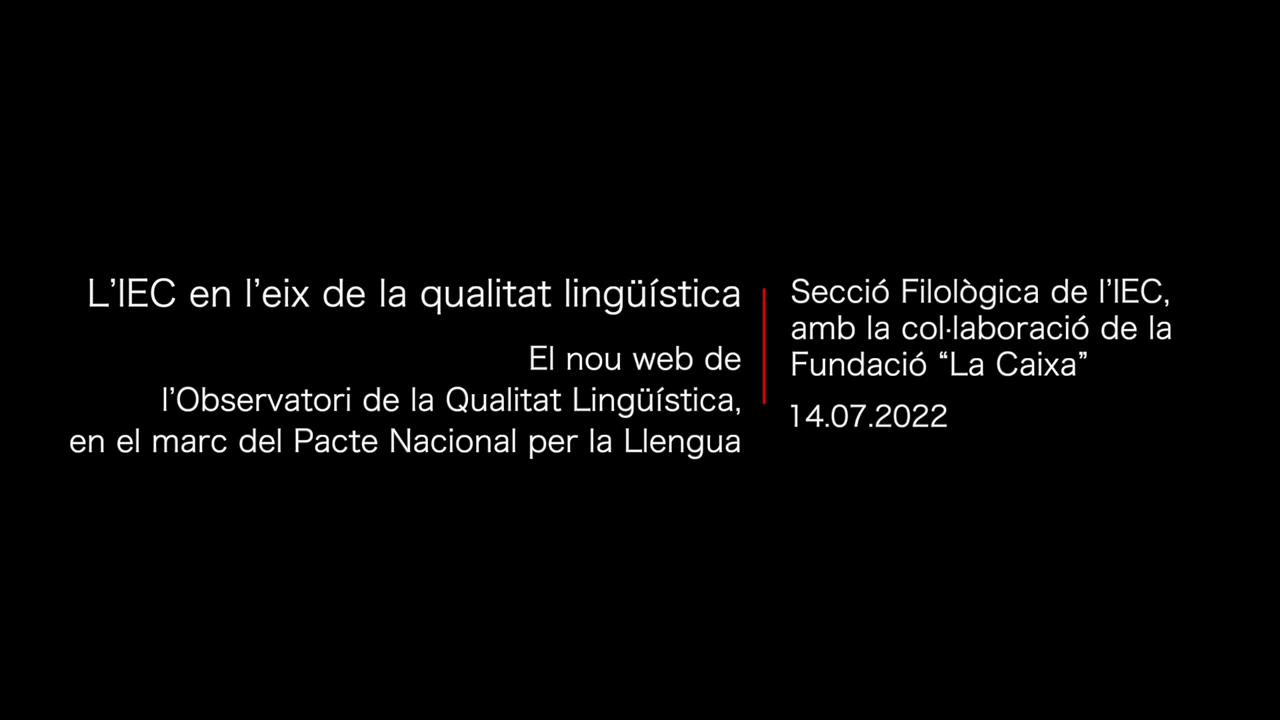 L’IEC en l’eix de la qualitat lingüística
El nou web de
l’Observatori de la Qualitat Lingüística,
en el marc del Pacte Nacional per la Llengua
Secció Filològica de l’IEC,
amb la col·laboració de la
Fundació “La Caixa”
14.07.2022